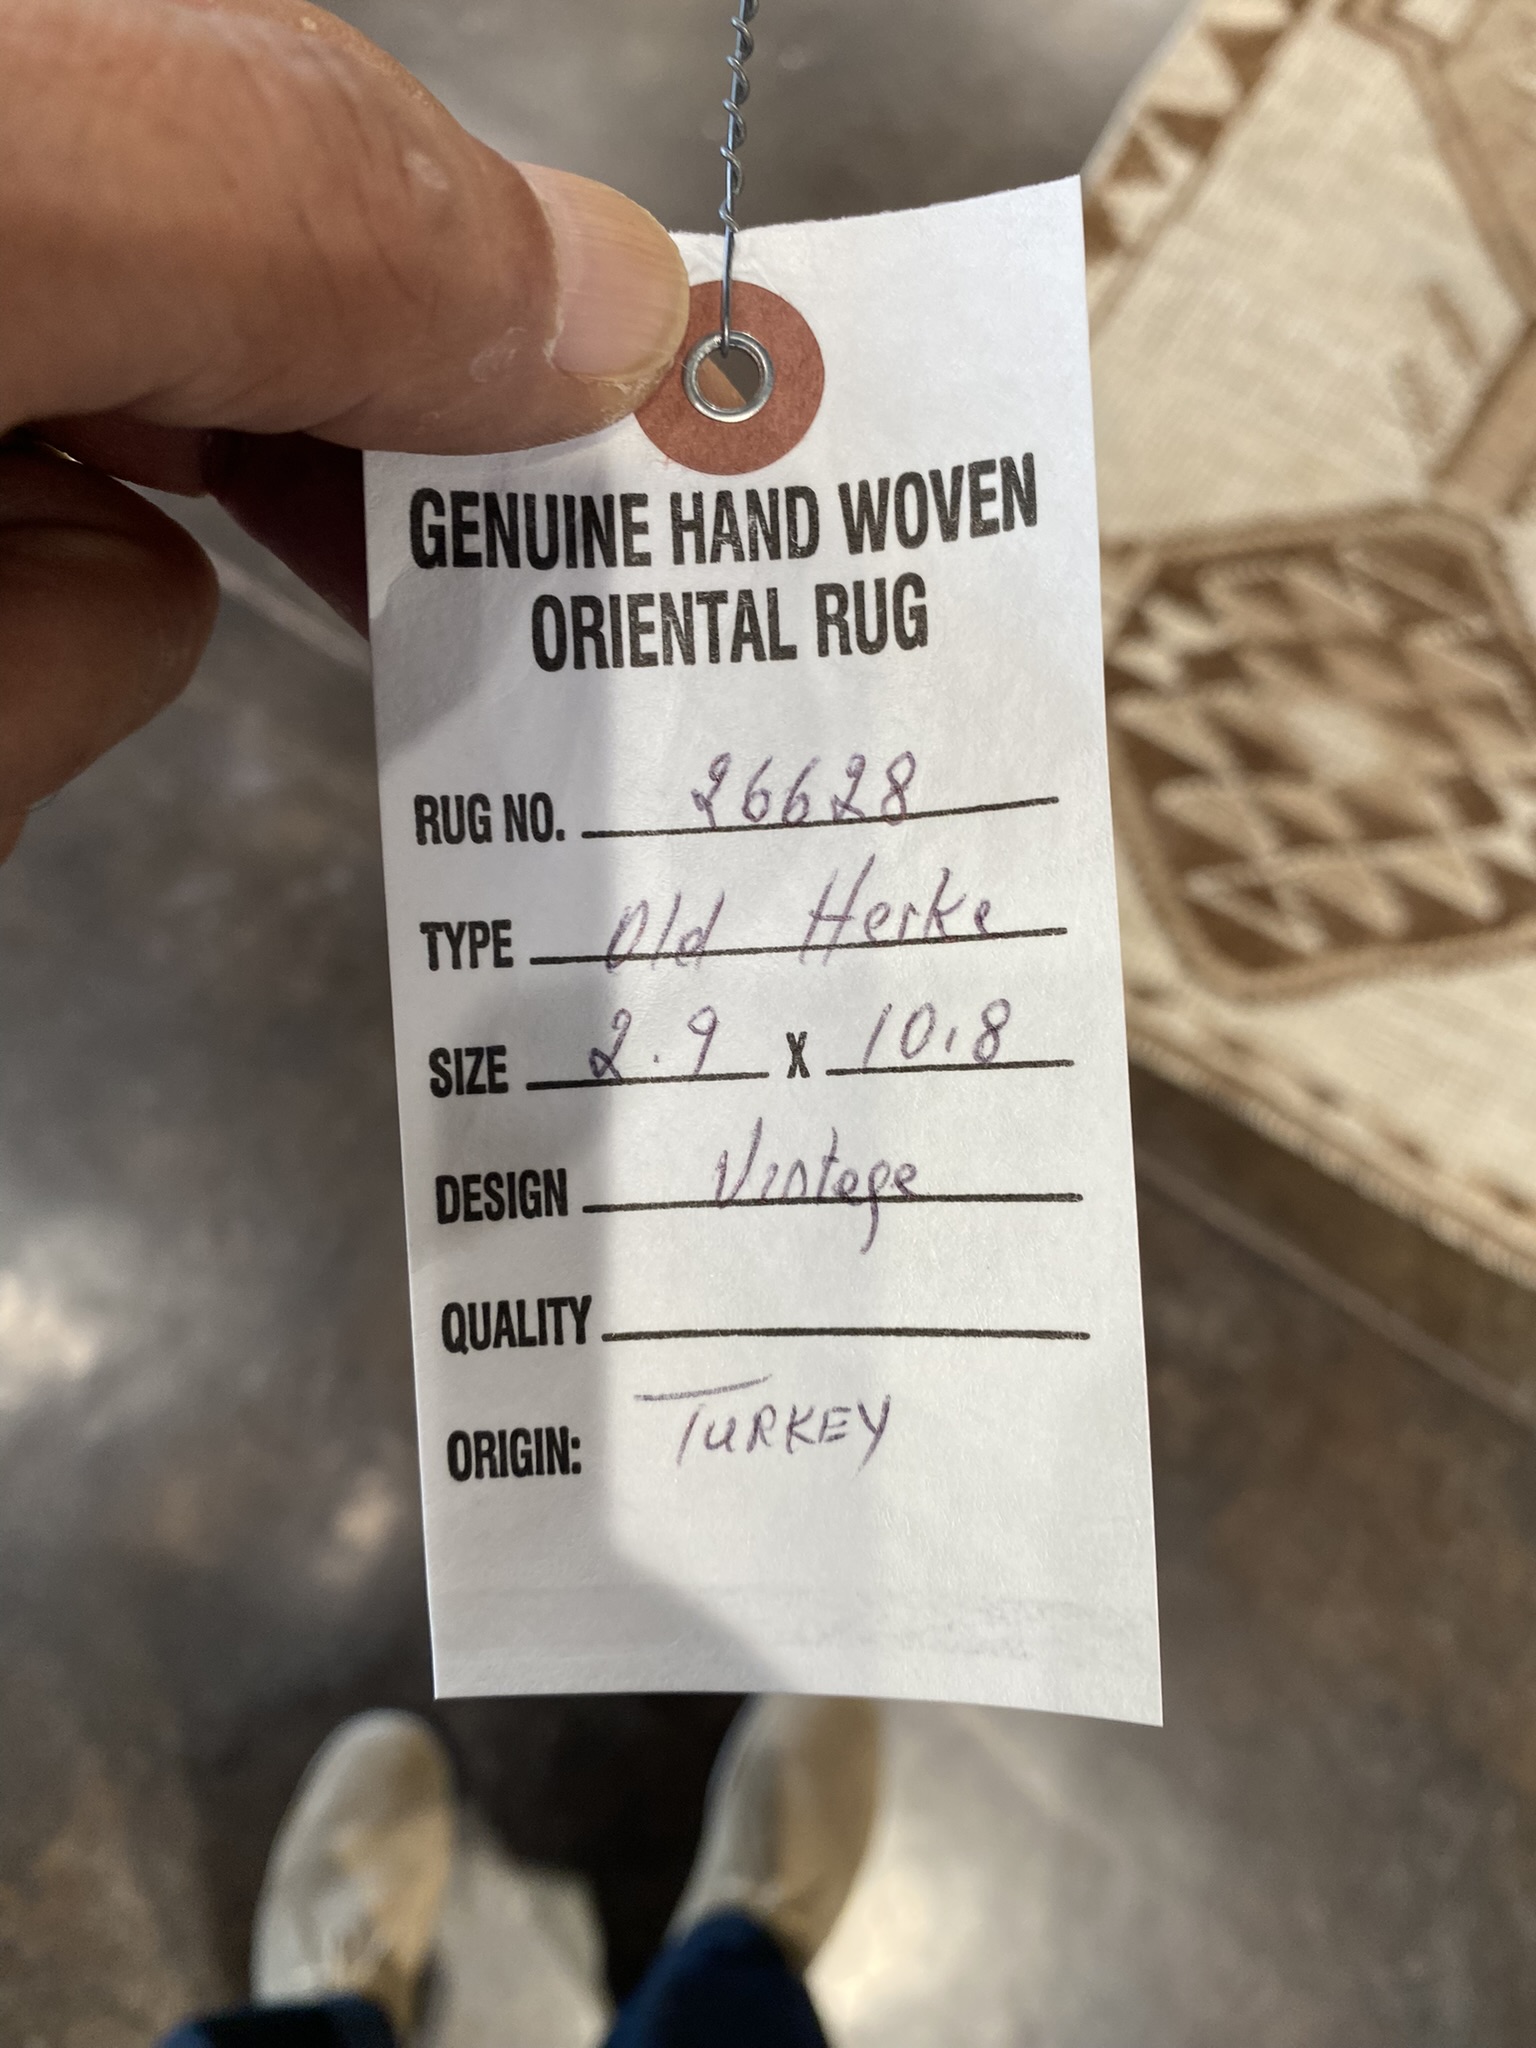 GENUINE HAND WOVEN
ORIENTAL RUG
RUG NO. 26628
TYPE Old Herke
SIZE 2.9 X 10.8
DESIGN Vintage
QUALITY
ORIGIN: TURKEY